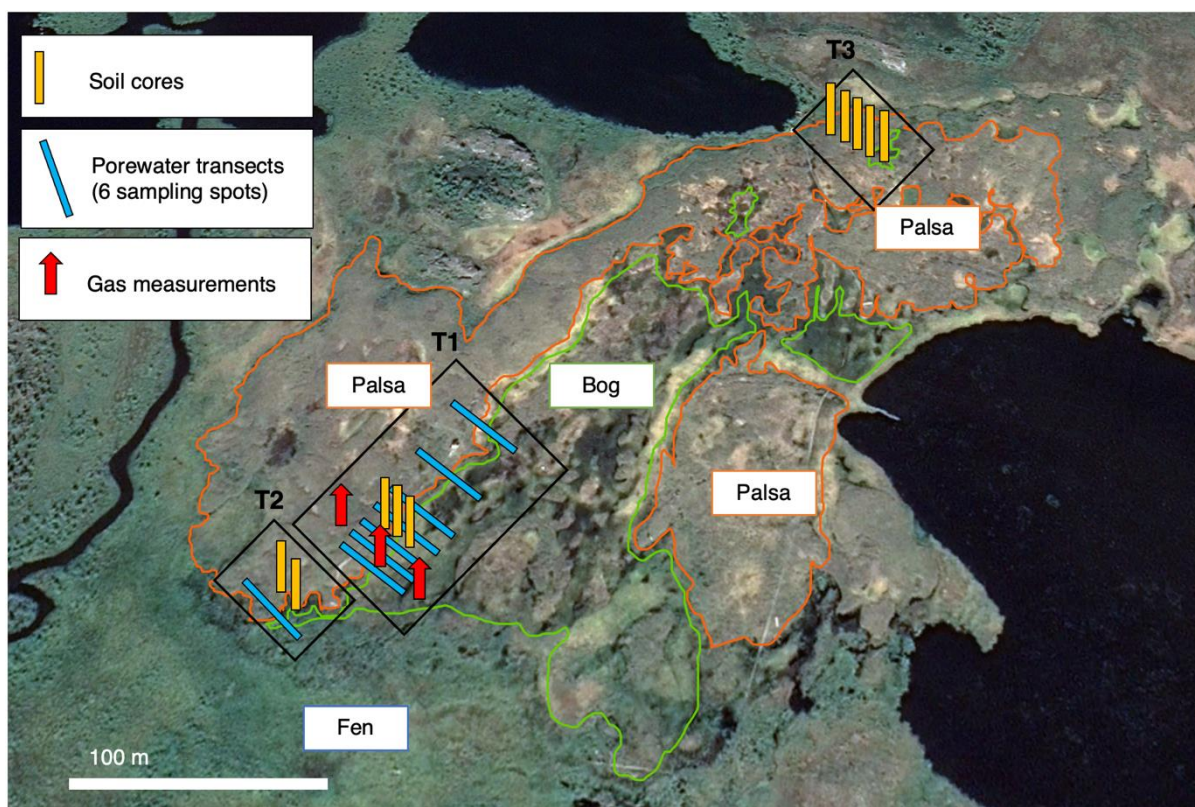 Soil cores
Porewater transects
(6 sampling spots)
Gas measurements
T3
Palsa
T1
Palsa
Bog
Palsa
T2
Fen
100 m